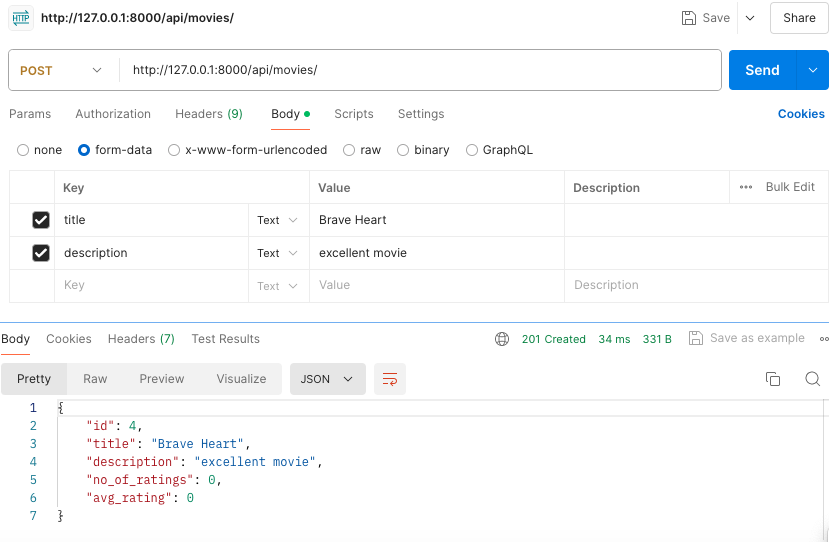 HTTP http://127.0.0.1:8000/api/movies/ Save Share
POST http://127.0.0.1:8000/api/movies/ Send
Params Authorization Headers (9) Body Scripts Settings Cookies
none form-data x-www-form-urlencoded raw binary GraphQL
Key Value Description Bulk Edit
title Text Brave Heart
description Text excellent movie
Key Text Value Description
Body Cookies Headers (7) Test Results 201 Created 34 ms 331 B Save as example
Pretty Raw Preview Visualize JSON
1 {
2 "id": 4,
3 "title": "Brave Heart",
4 "description": "excellent movie",
5 "no_of_ratings": 0,
6 "avg_rating": 0
7 }